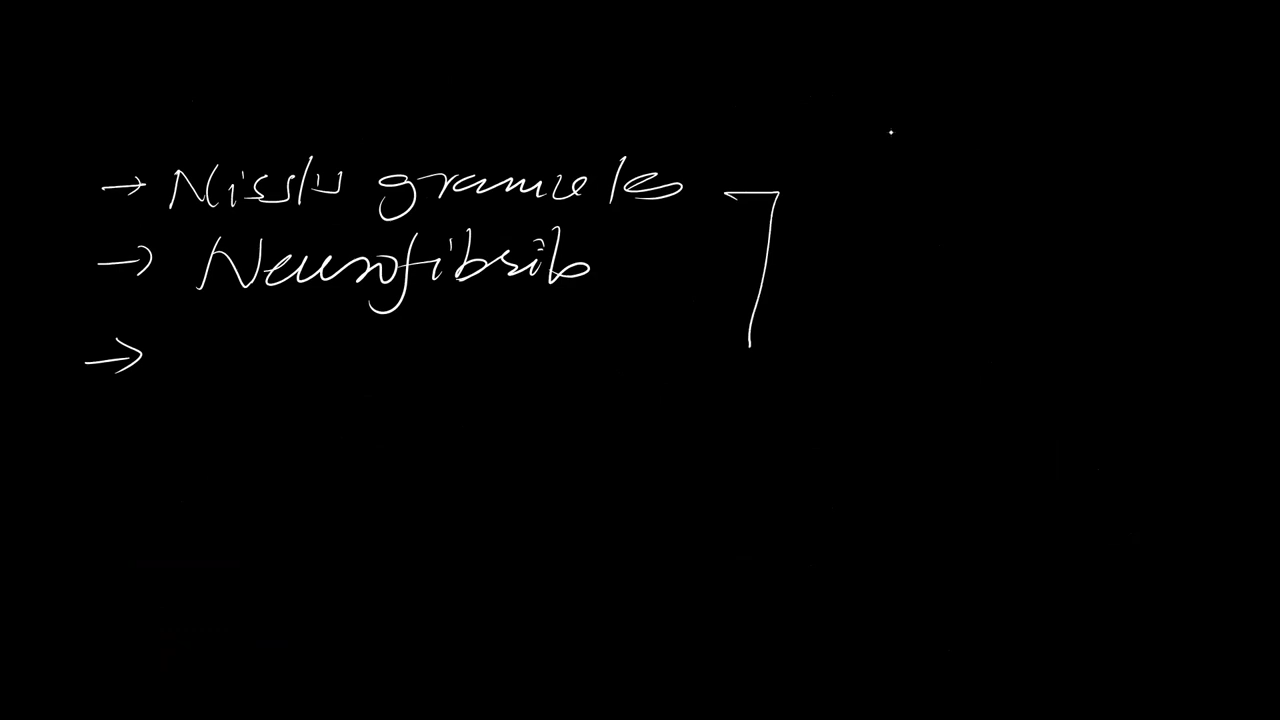 → Nissl's granules
→ Neurofibrils
→